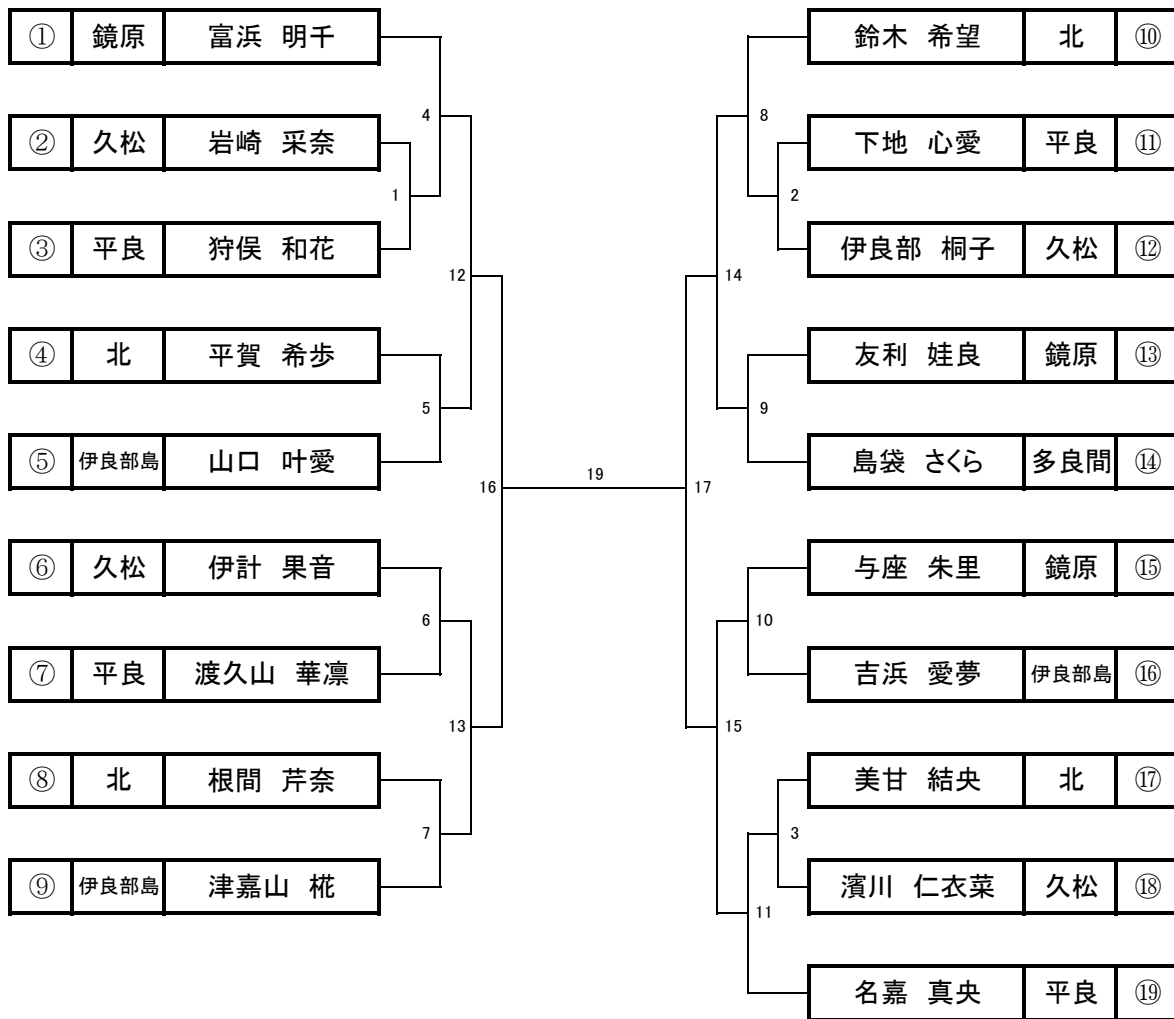 ① 鏡原 富浜 明千
② 久松 岩崎 采奈
③ 平良 狩俣 和花
④ 北 平賀 希歩
⑤ 伊良部島 山口 叶愛
⑥ 久松 伊計 果音
⑦ 平良 渡久山 華凛
⑧ 北 根間 芹奈
⑨ 伊良部島 津嘉山 椛
4
1
12
5
16
6
13
7
19
8
2
14
9
17
10
15
3
11
鈴木 希望 北 ⑩
下地 心愛 平良 ⑪
伊良部 桐子 久松 ⑫
友利 娃良 鏡原 ⑬
島袋 さくら 多良間 ⑭
与座 朱里 鏡原 ⑮
吉浜 愛夢 伊良部島 ⑯
美甘 結央 北 ⑰
濱川 仁衣菜 久松 ⑱
名嘉 真央 平良 ⑲